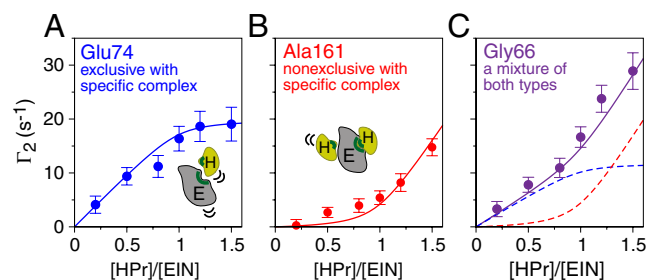 A
Glu74
exclusive with
specific complex
Γ2 (s-1)
30
20
10
0
0
0.5
1
1.5
[HPr]/[EIN]
H
E
B
Ala161
nonexclusive with
specific complex
H
H
E
0
0.5
1
1.5
[HPr]/[EIN]
C
Gly66
a mixture of
both types
0
0.5
1
1.5
[HPr]/[EIN]